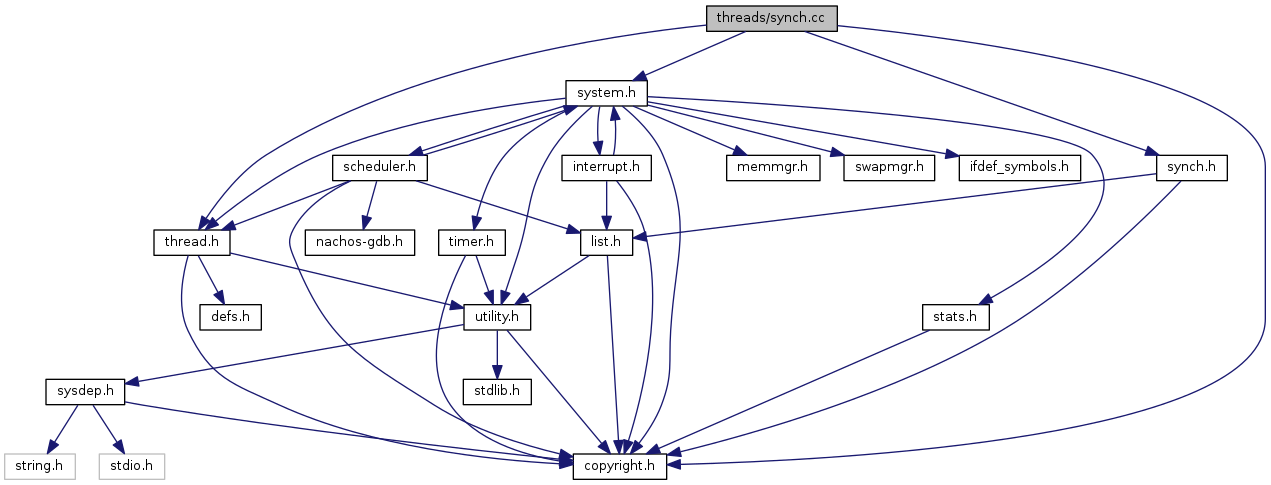 threads/synch.cc
system.h
scheduler.h
interrupt.h
memmgr.h
swapmgr.h
ifdef_symbols.h
synch.h
thread.h
nachos-gdb.h
timer.h
list.h
defs.h
utility.h
stats.h
sysdep.h
stdlib.h
string.h
stdio.h
copyright.h